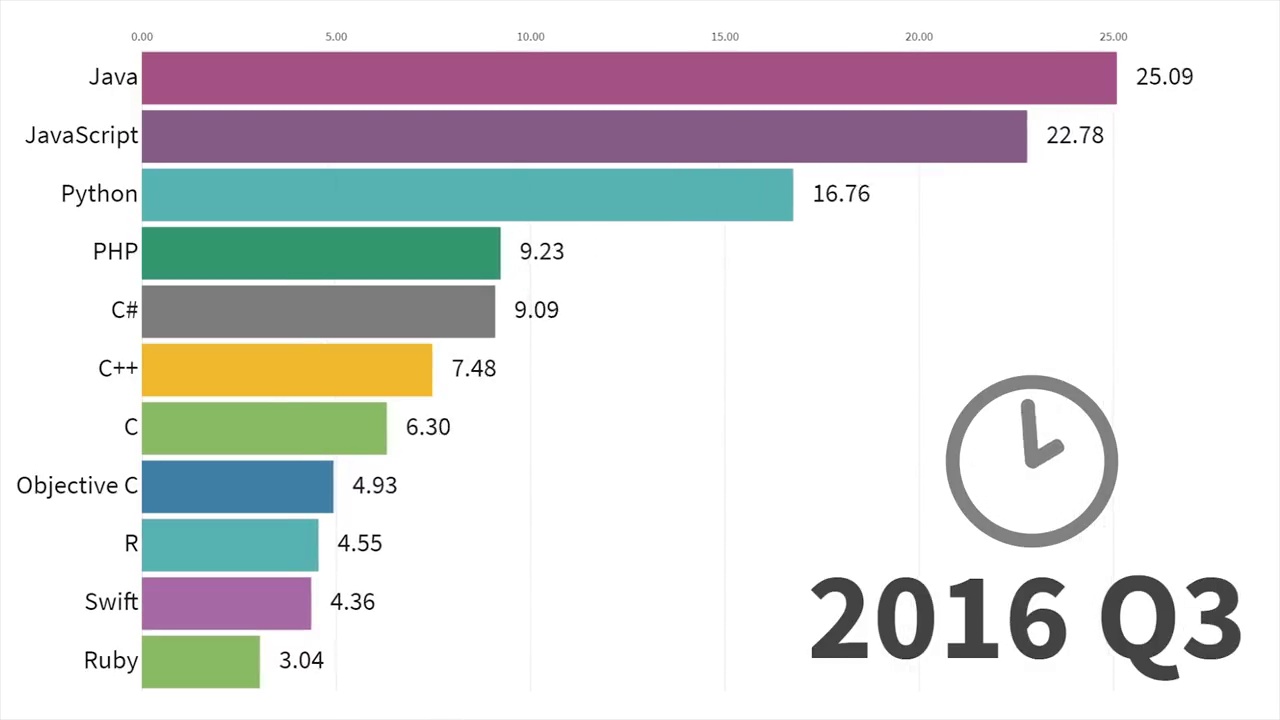 0.00 5.00 10.00 15.00 20.00 25.00
Java 25.09
JavaScript 22.78
Python 16.76
PHP 9.23
C# 9.09
C++ 7.48
C 6.30
Objective C 4.93
R 4.55
Swift 4.36
Ruby 3.04
2016 Q3